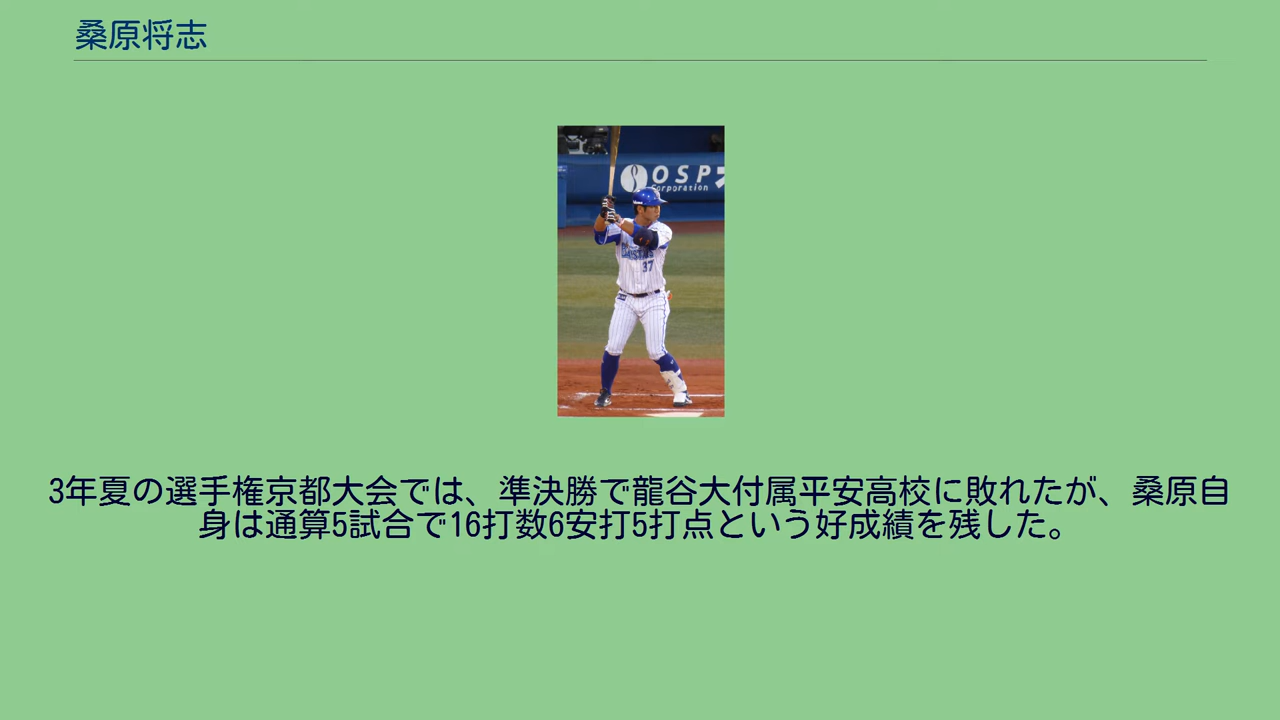 桑原将志
OSP
Corporation
37
3年夏の選手権京都大会では、準決勝で龍谷大付属平安高校に敗れたが、桑原自
身は通算5試合で16打数6安打5打点という好成績を残した。